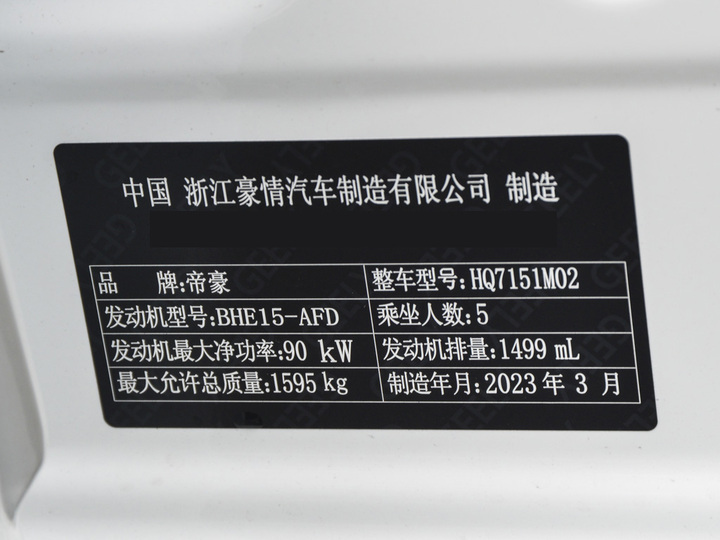 中国 浙江豪情汽车制造有限公司 制造
品 牌:帝豪 整车型号:HQ7151M02
发动机型号:BHE15-AFD 乘坐人数:5
发动机最大净功率:90 kW 发动机排量:1499 mL
最大允许总质量:1595 kg 制造年月:2023 年 3 月